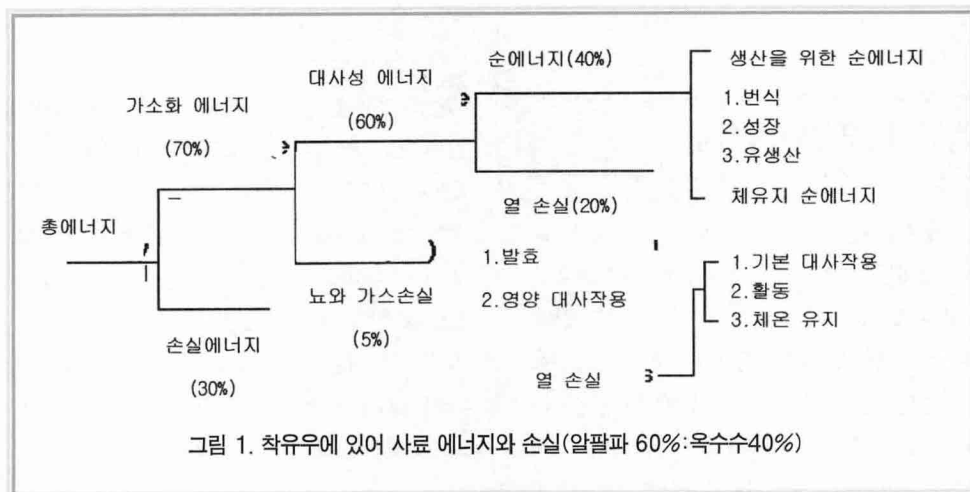 순에너지(40%)
생산을 위한 순에너지
대사성 에너지
(60%)
가소화 에너지
(70%)
1.번식
2.성장
3.유생산
체유지 순에너지
열 손실(20%)
총에너지
1.발효
2.영양 대사작용
1.기본 대사작용
2.활동
3.체온 유지
뇨와 가스손실
(5%)
손실에너지
(30%)
열 손실
그림 1. 착유우에 있어 사료 에너지와 손실(알팔파 60%:옥수수40%)